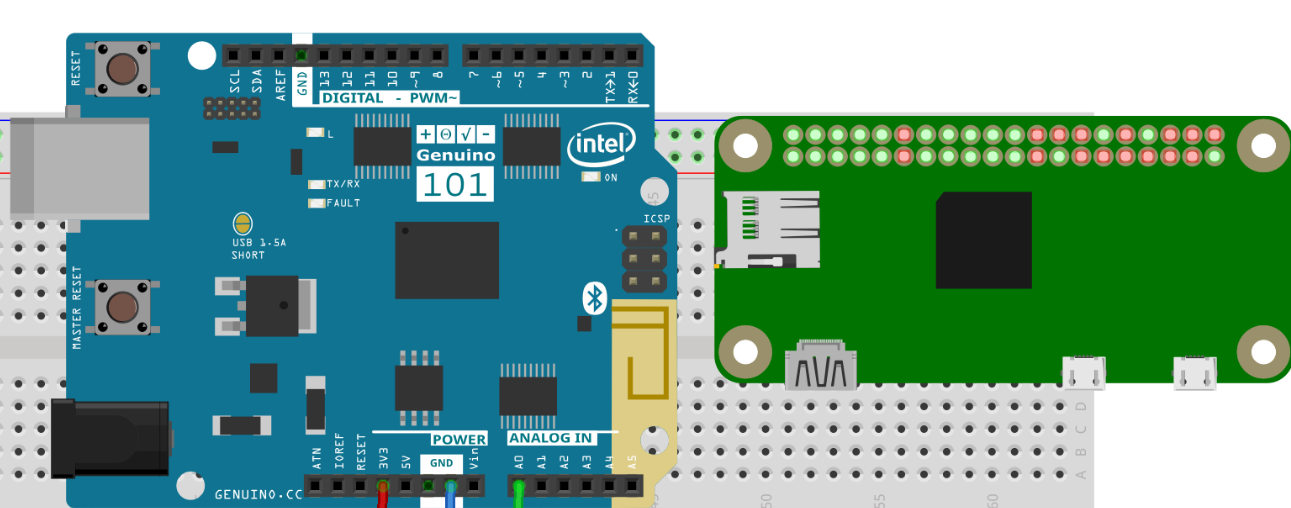 RESET
SCL
SDA
AREF
GND
13
12
11
10
~9
8
7
~6
~5
4
~3
2
TX→1
RX←0
DIGITAL - PWM~
L
+ Θ √ -
Genuino
101
intel
TX/RX
FAULT
ON
45
ICSP
USB 1.5A
SHORT
MASTER RESET
POWER
ANALOG IN
ATN
IOREF
RESET
3V3
5V
GND
Vin
A0
A1
A2
A3
A4
A5
GENUINO.CC
D
C
B
A
50
55
60